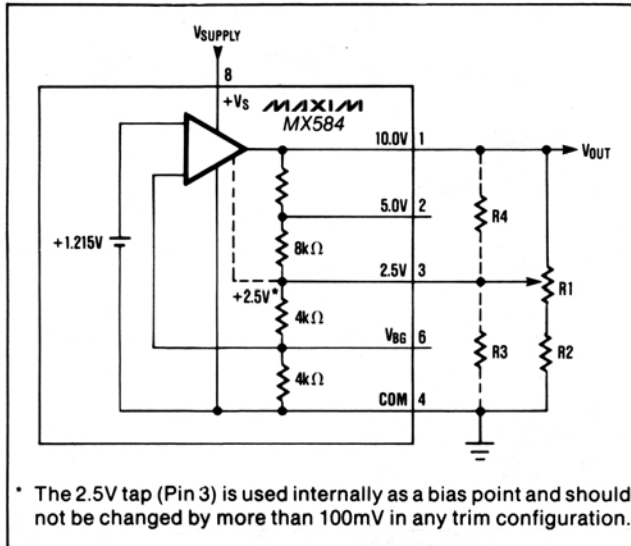 VSUPPLY
8
+VS
MAXIM
MX584
10.0V 1
VOUT
5.0V 2
R4
+1.215V
8kΩ
2.5V 3
+2.5V*
R1
4kΩ
VBG 6
R3
R2
4kΩ
COM 4
* The 2.5V tap (Pin 3) is used internally as a bias point and should
not be changed by more than 100mV in any trim configuration.